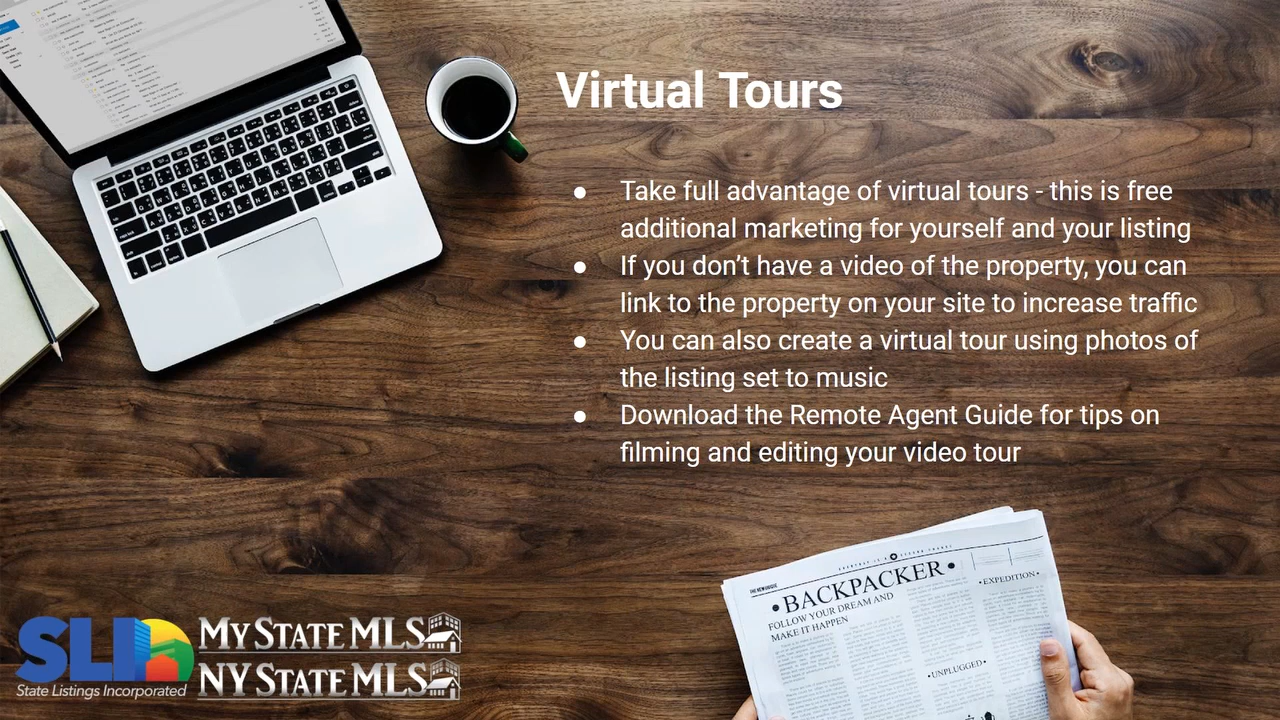 Virtual Tours
● Take full advantage of virtual tours - this is free
additional marketing for yourself and your listing
● If you don’t have a video of the property, you can
link to the property on your site to increase traffic
● You can also create a virtual tour using photos of
the listing set to music
● Download the Remote Agent Guide for tips on
filming and editing your video tour
•BACKPACKER•
•EXPEDITION•
FOLLOW YOUR DREAM AND
MAKE IT HAPPEN
•UNPLUGGED•
SLI
State Listings Incorporated
MY STATE MLS
NY STATE MLS